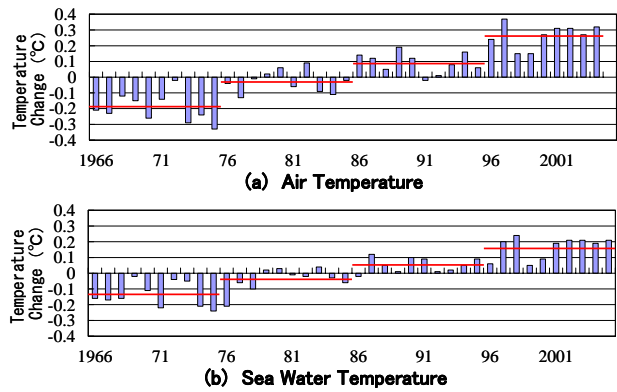 Temperature
Change (℃)
0.4
0.3
0.2
0.1
0
-0.1
-0.2
-0.3
-0.4
1966 71 76 81 86 91 96 2001
(a) Air Temperature
Temperature
Change (℃)
0.4
0.3
0.2
0.1
0
-0.1
-0.2
-0.3
-0.4
1966 71 76 81 86 91 96 2001
(b) Sea Water Temperature